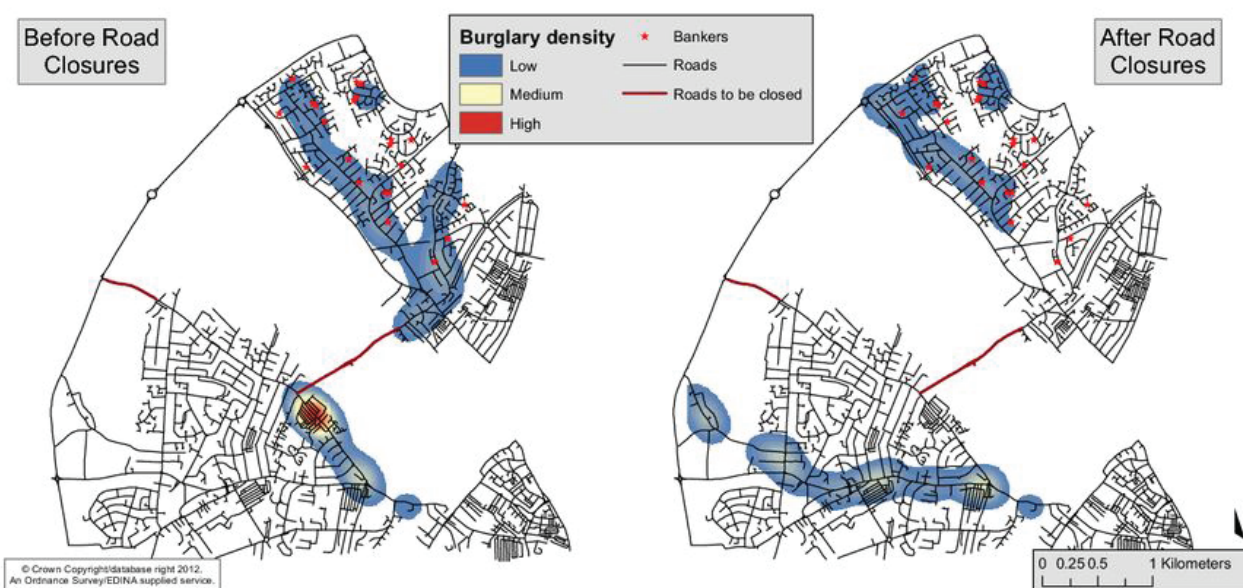 Before Road
Closures
Burglary density
Low
Medium
High
Bankers
Roads
Roads to be closed
After Road
Closures
© Crown Copyright/database right 2012.
An Ordnance Survey/EDINA supplied service.
0 0.25 0.5 1 Kilometers